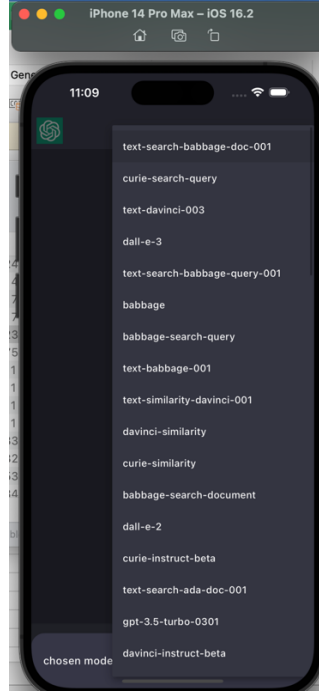 iPhone 14 Pro Max – iOS 16.2
11:09
text-search-babbage-doc-001
curie-search-query
text-davinci-003
dall-e-3
text-search-babbage-query-001
babbage
babbage-search-query
text-babbage-001
text-similarity-davinci-001
davinci-similarity
curie-similarity
babbage-search-document
dall-e-2
curie-instruct-beta
text-search-ada-doc-001
gpt-3.5-turbo-0301
davinci-instruct-beta
chosen mode